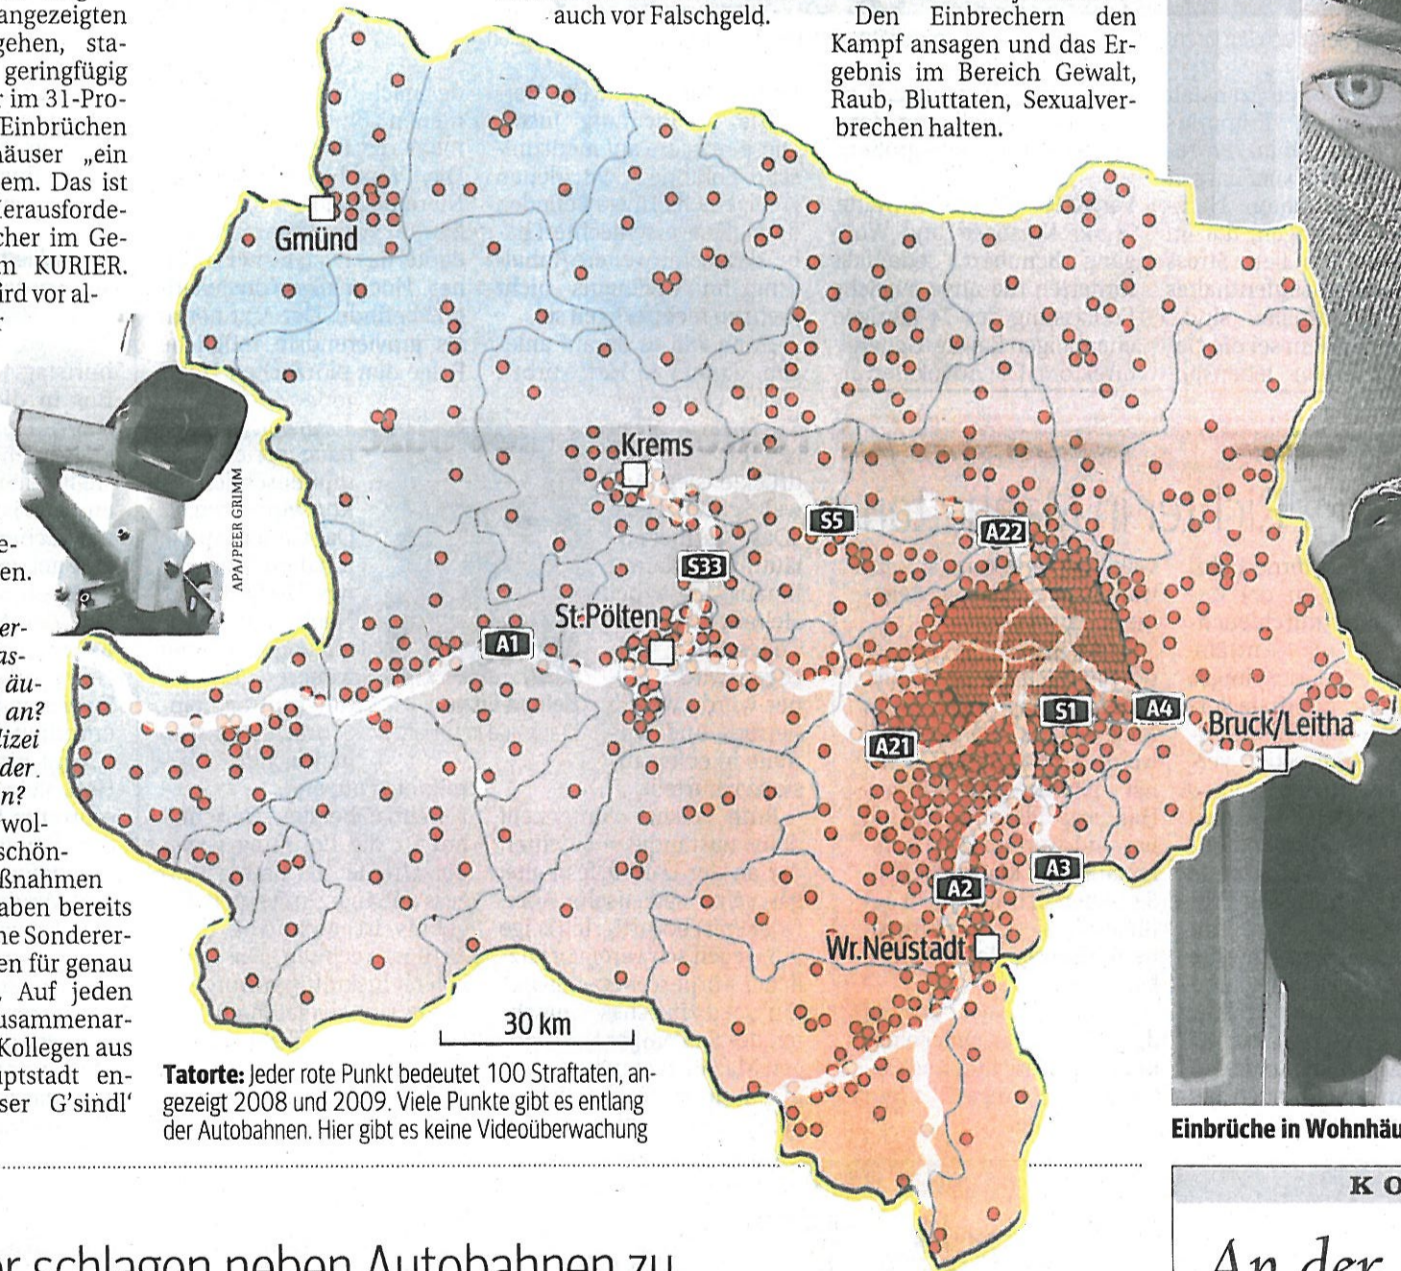 angezeigten
gehen, sta-
geringfügig
r im 31-Pro-
Einbrüchen
häuser „ein
em. Das ist
Herausforde-
cher im Ge-
m KURIER.
ird vor al-
r
e-
en.
er-
as-
äu-
an?
lizei
der
n?
wol-
schön-
ßnahmen
aben bereits
ne Sonderer-
en für genau
Auf jeden
usammenar-
Kollegen aus
uptstadt en-
ser G'sindl'
APA/PEER GRIMM
auch vor Falschgeld.
Den Einbrechern den
Kampf ansagen und das Er-
gebnis im Bereich Gewalt,
Raub, Bluttaten, Sexualver-
brechen halten.
Gmünd
Krems
S5
A22
S33
St.Pölten
A1
S1
A4
A21
Bruck/Leitha
A3
A2
Wr.Neustadt
30 km
Tatorte: Jeder rote Punkt bedeutet 100 Straftaten, an-
gezeigt 2008 und 2009. Viele Punkte gibt es entlang
der Autobahnen. Hier gibt es keine Videoüberwachung
Einbrüche in Wohnhäu
K O
An der
er schlagen neben Autobahnen zu